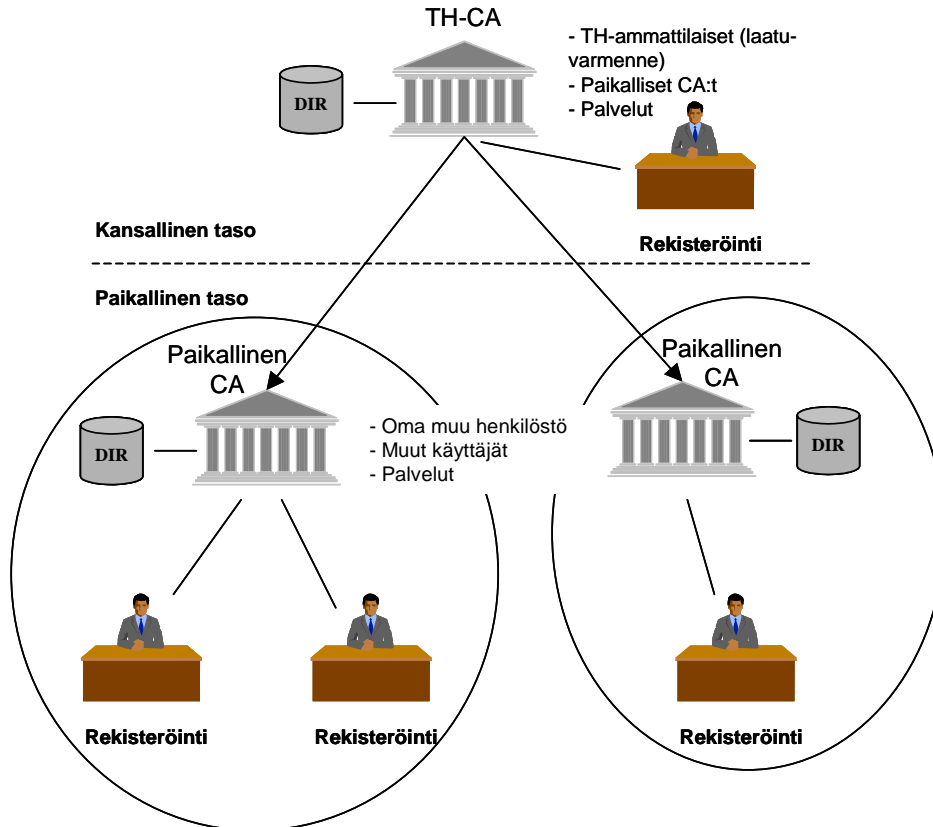 TH-CA
- TH-ammattilaiset (laatu-
varmenne)
- Paikalliset CA:t
- Palvelut
DIR
Kansallinen taso
Rekisteröinti
Paikallinen taso
Paikallinen
CA
Paikallinen
CA
DIR
- Oma muu henkilöstö
- Muut käyttäjät
- Palvelut
DIR
Rekisteröinti
Rekisteröinti
Rekisteröinti